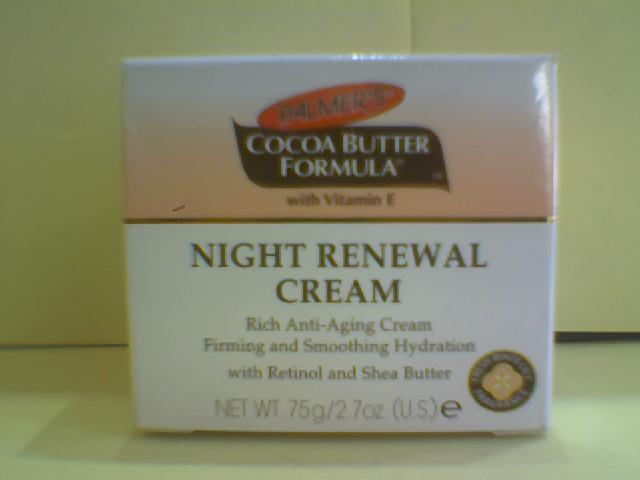 PALMER'S
COCOA BUTTER
FORMULA®
with Vitamin E
NIGHT RENEWAL
CREAM
Rich Anti-Aging Cream
Firming and Smoothing Hydration
with Retinol and Shea Butter
NET WT. 75g/2.7oz. (U.S.) e
FRAGRANCE